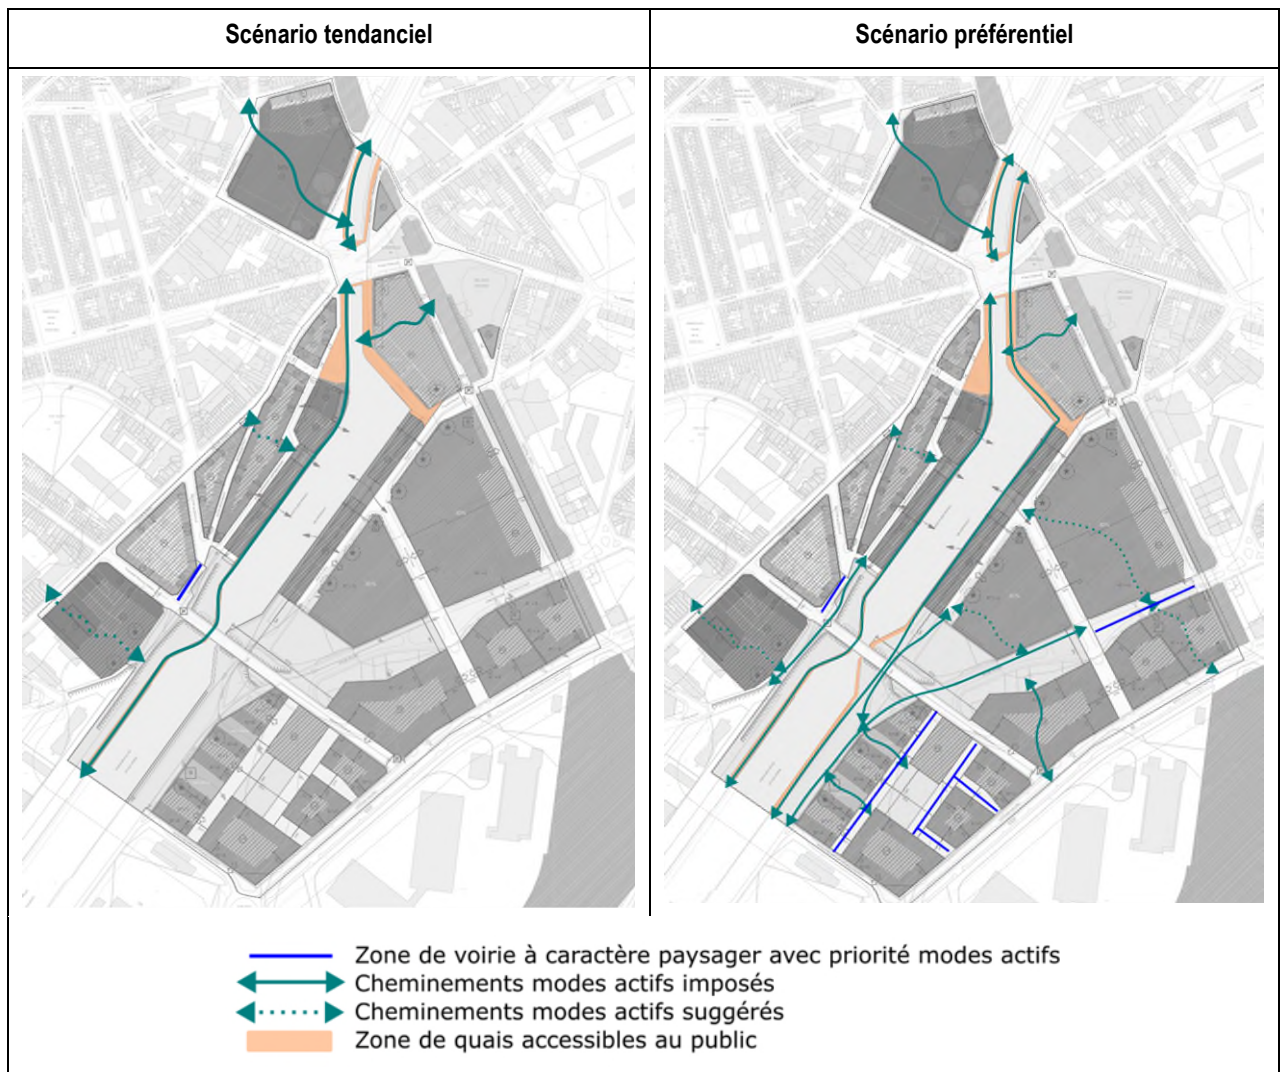 Scénario tendanciel
Scénario préférentiel
Zone de voirie à caractère paysager avec priorité modes actifs
Cheminements modes actifs imposés
Cheminements modes actifs suggérés
Zone de quais accessibles au public